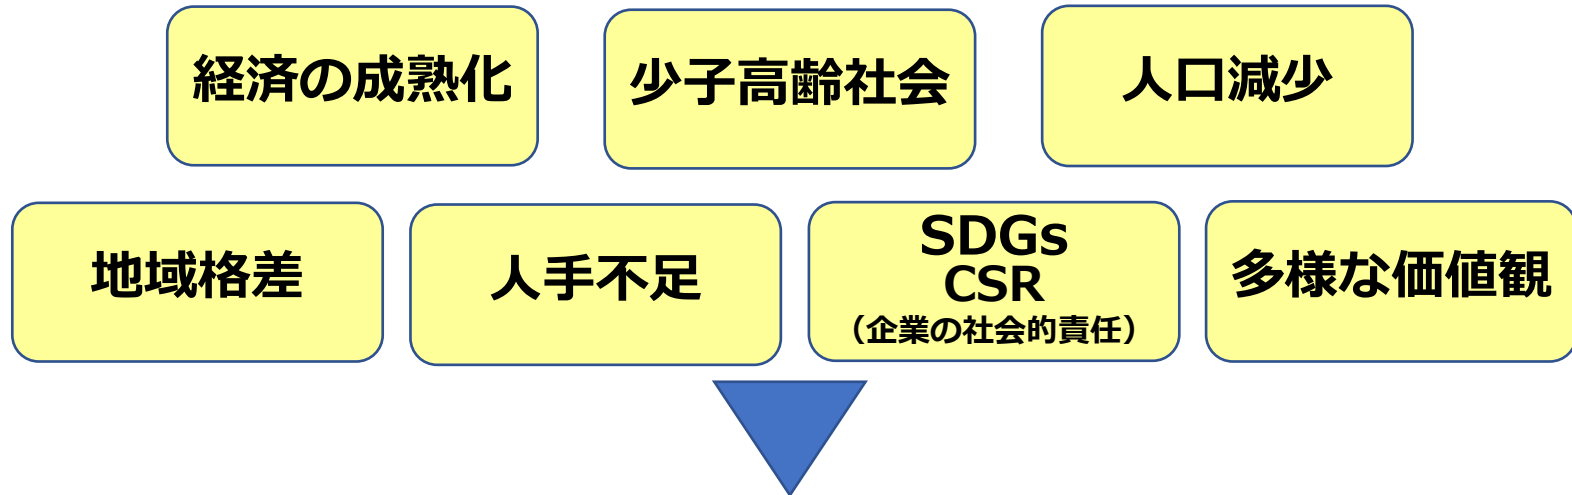 経済の成熟化
少子高齢社会
人口減少
地域格差
人手不足
SDGs
CSR
（企業の社会的責任）
多様な価値観